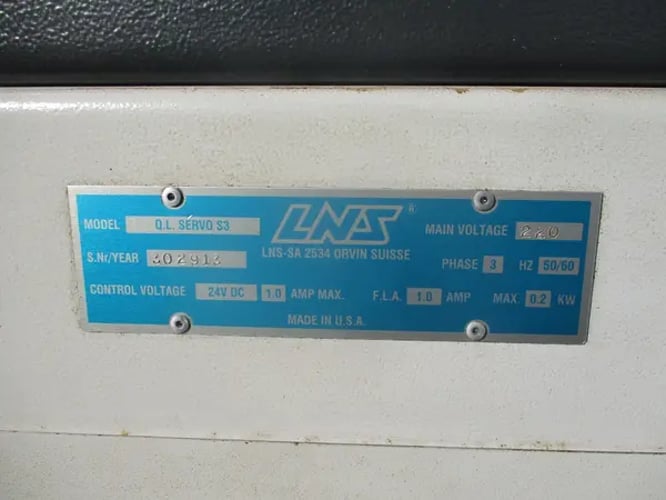 MODEL Q.L. SERVO S3 LNS ® MAIN VOLTAGE 220
S.Nr/YEAR 302913 LNS-SA 2534 ORVIN SUISSE PHASE 3 HZ 50/60
CONTROL VOLTAGE 24V DC 1.0 AMP MAX. F.L.A. 1.0 AMP MAX. 0.2 KW
MADE IN U.S.A.